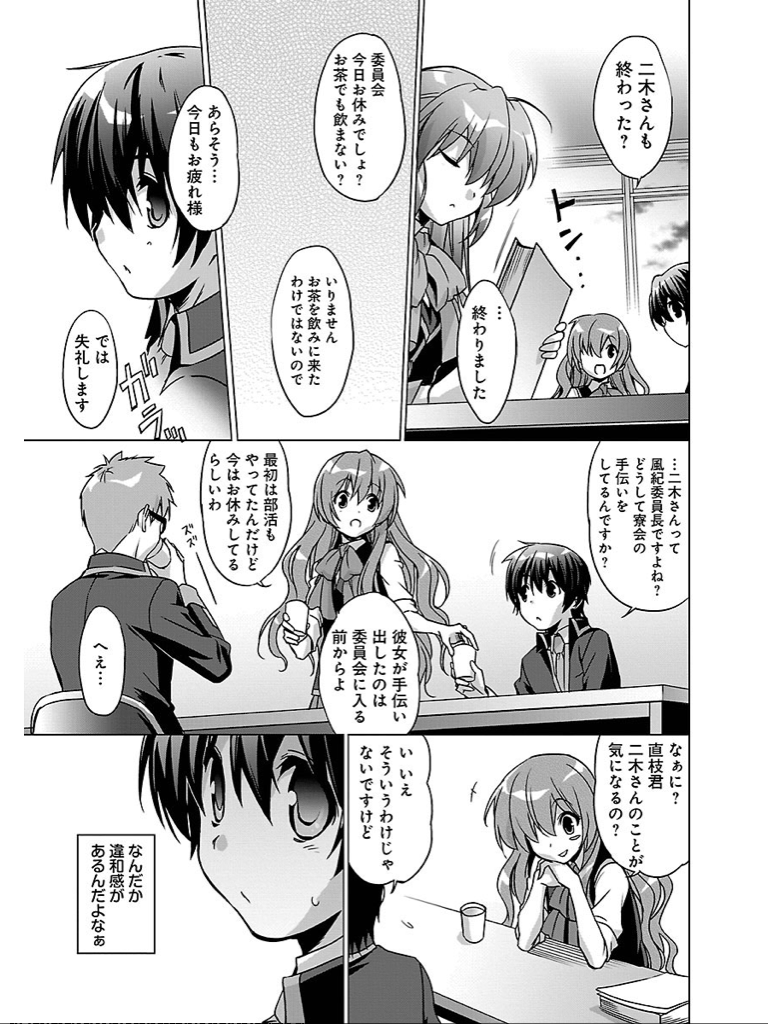 二木さんも
終わった？
トン…
…
終わりました
委員会
今日お休みでしょ？
お茶でも飲まない？
いりません
お茶を飲みに来た
わけではないので
あらそう…
今日もお疲れ様
では
失礼します
ガラッ
…二木さんって
風紀委員長ですよね？
どうして寮会の
手伝いを
してるんですか？
彼女が手伝い
出したのは
委員会に入る
前からよ
最初は部活も
やってたんだけど
今はお休みしてる
らしいわ
ズズ
へぇ…
なぁに？
直枝君
二木さんのことが
気になるの？
いいえ
そういうわけじゃ
ないですけど
なんだか
違和感が
あるんだよなぁ